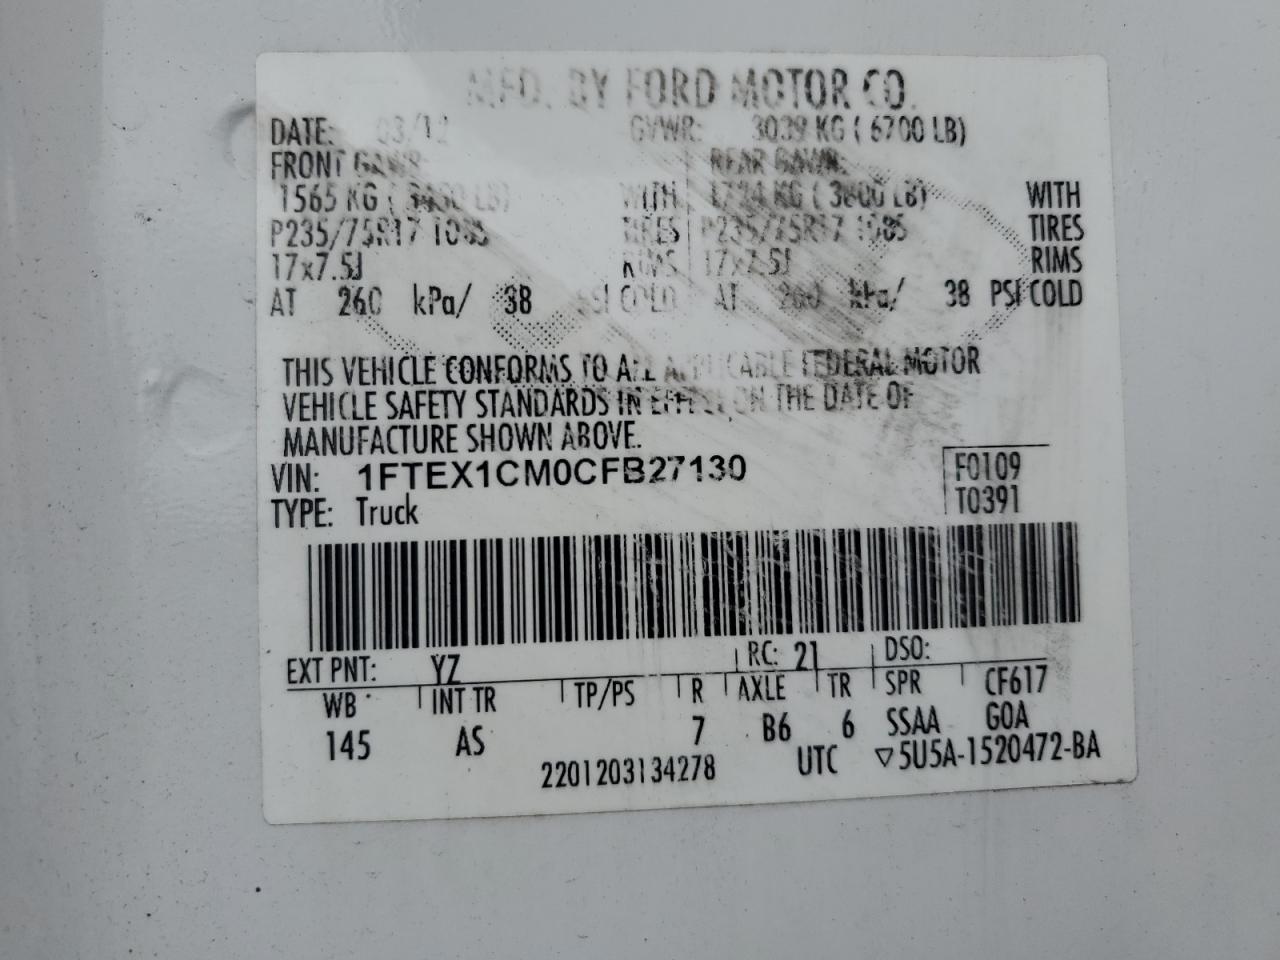 MFD. BY FORD MOTOR CO.
DATE: 03/12 GVWR: 3039 KG ( 6700 LB)
FRONT GAWR: REAR GAWR:
1565 KG ( 3450 LB) WITH 1724 KG ( 3800 LB) WITH
P235/75R17 108S TIRES P235/75R17 108S TIRES
17x7.5J RIMS 17x7.5J RIMS
AT 260 kPa/ 38 PSI COLD AT 260 kPa/ 38 PSI COLD
THIS VEHICLE CONFORMS TO ALL APPLICABLE FEDERAL MOTOR
VEHICLE SAFETY STANDARDS IN EFFECT ON THE DATE OF
MANUFACTURE SHOWN ABOVE.
VIN: 1FTEX1CM0CFB27130 F0109
TYPE: Truck T0391
EXT PNT: YZ RC: 21 DSO:
WB INT TR TP/PS R AXLE TR SPR CF617
145 AS 7 B6 6 SSAA GOA
2201203134278 UTC ▽5U5A-1520472-BA